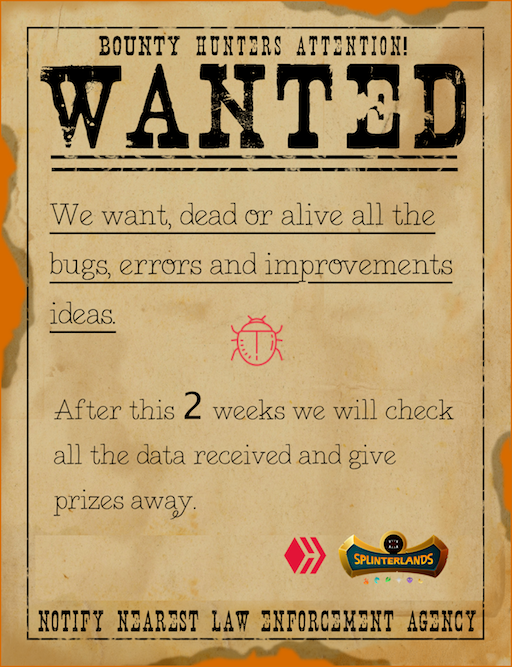 BOUNTY HUNTERS ATTENTION!
WANTED
We want, dead or alive all the
bugs, errors and improvements
ideas.
After this 2 weeks we will check
all the data received and give
prizes away.
SPLINTERLANDS
NOTIFY NEAREST LAW ENFORCEMENT AGENCY